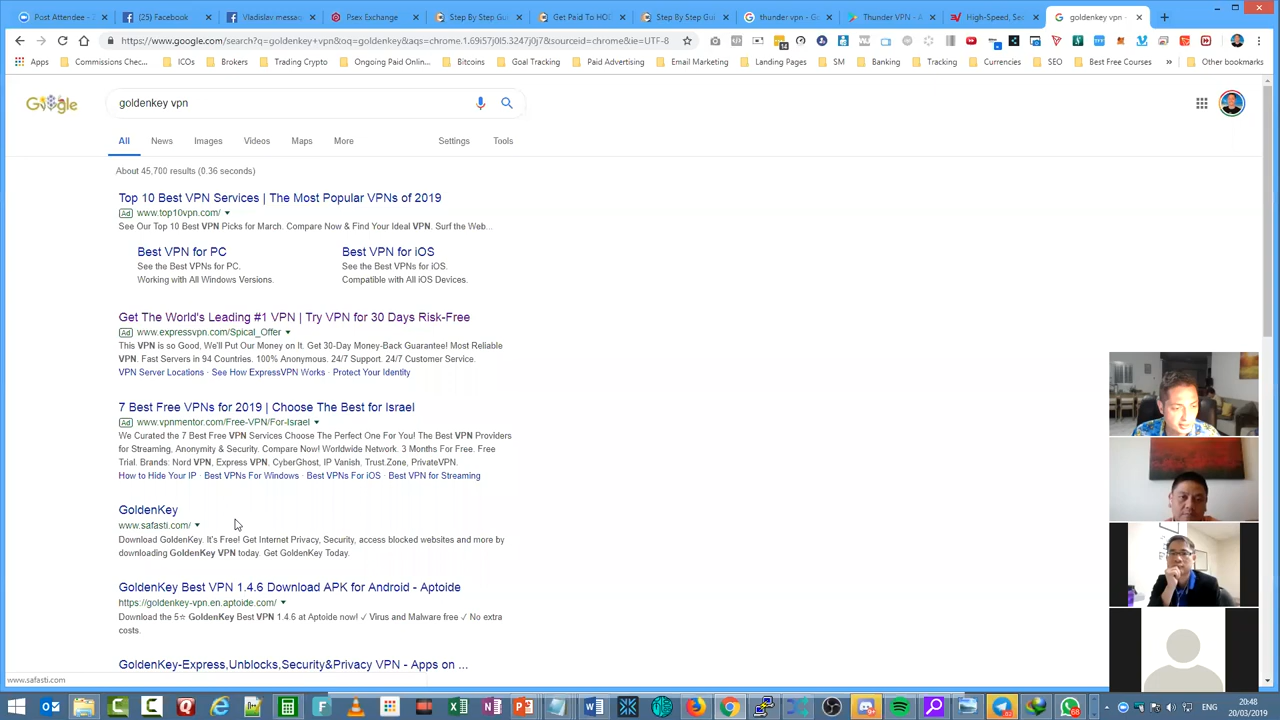 Post Attendee -
(25) Facebook
Vladislav messag
Psex Exchange
Step By Step Gui
Get Paid To HOD
Step By Step Gui
thunder vpn - Go
Thunder VPN - A
High-Speed, Sec
goldenkey vpn -
https://www.google.com/search?q=goldenkey+vpn&oq=goldenkey&aqs=chrome.1.69i57j0l5.3247j0j7&sourceid=chrome&ie=UTF-8
Apps
Commissions Chec...
ICOs
Brokers
Trading Crypto
Ongoing Paid Onlin...
Bitcoins
Goal Tracking
Paid Advertising
Email Marketing
Landing Pages
SM
Banking
Tracking
Currencies
SEO
Best Free Courses
»
Other bookmarks
goldenkey vpn
All
News
Images
Videos
Maps
More
Settings
Tools
About 45,700 results (0.36 seconds)
Top 10 Best VPN Services | The Most Popular VPNs of 2019
Ad www.top10vpn.com/
See Our Top 10 Best VPN Picks for March. Compare Now & Find Your Ideal VPN. Surf the Web...
Best VPN for PC
See the Best VPNs for PC.
Working with All Windows Versions.
Best VPN for iOS
See the Best VPNs for iOS.
Compatible with All iOS Devices.
Get The World's Leading #1 VPN | Try VPN for 30 Days Risk-Free
Ad www.expressvpn.com/Spical_Offer
This VPN is so Good, We'll Put Our Money on It. Get 30-Day Money-Back Guarantee! Most Reliable
VPN. Fast Servers in 94 Countries. 100% Anonymous. 24/7 Support. 24/7 Customer Service.
VPN Server Locations · See How ExpressVPN Works · Protect Your Identity
7 Best Free VPNs for 2019 | Choose The Best for Israel
Ad www.vpnmentor.com/Free-VPN/For-Israel
We Curated the 7 Best Free VPN Services Choose The Perfect One For You! The Best VPN Providers
for Streaming, Anonymity & Security. Compare Now! Worldwide Network. 3 Months For Free. Free
Trial. Brands: Nord VPN, Express VPN, CyberGhost, IP Vanish, Trust.Zone, PrivateVPN.
How to Hide Your IP · Best VPNs For Windows · Best VPNs For iOS · Best VPN for Streaming
GoldenKey
www.safasti.com/
Download GoldenKey. It's Free! Get Internet Privacy, Security, access blocked websites and more by
downloading GoldenKey VPN today. Get GoldenKey Today.
GoldenKey Best VPN 1.4.6 Download APK for Android - Aptoide
https://goldenkey-vpn.en.aptoide.com/
Download the 5☆ GoldenKey Best VPN 1.4.6 at Aptoide now! ✓ Virus and Malware free ✓ No extra
costs.
GoldenKey-Express,Unblocks,Security&Privacy VPN - Apps on ...
www.safasti.com
ENG
20:48
20/03/2019